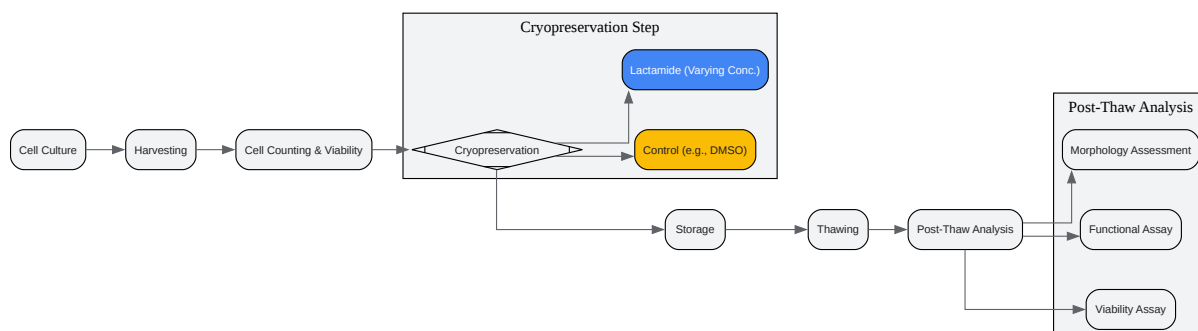 Cryopreservation Step
Lactamide (Varying Conc.)
Cell Culture
Harvesting
Cell Counting & Viability
Cryopreservation
Control (e.g., DMSO)
Storage
Thawing
Post-Thaw Analysis
Post-Thaw Analysis
Morphology Assessment
Functional Assay
Viability Assay